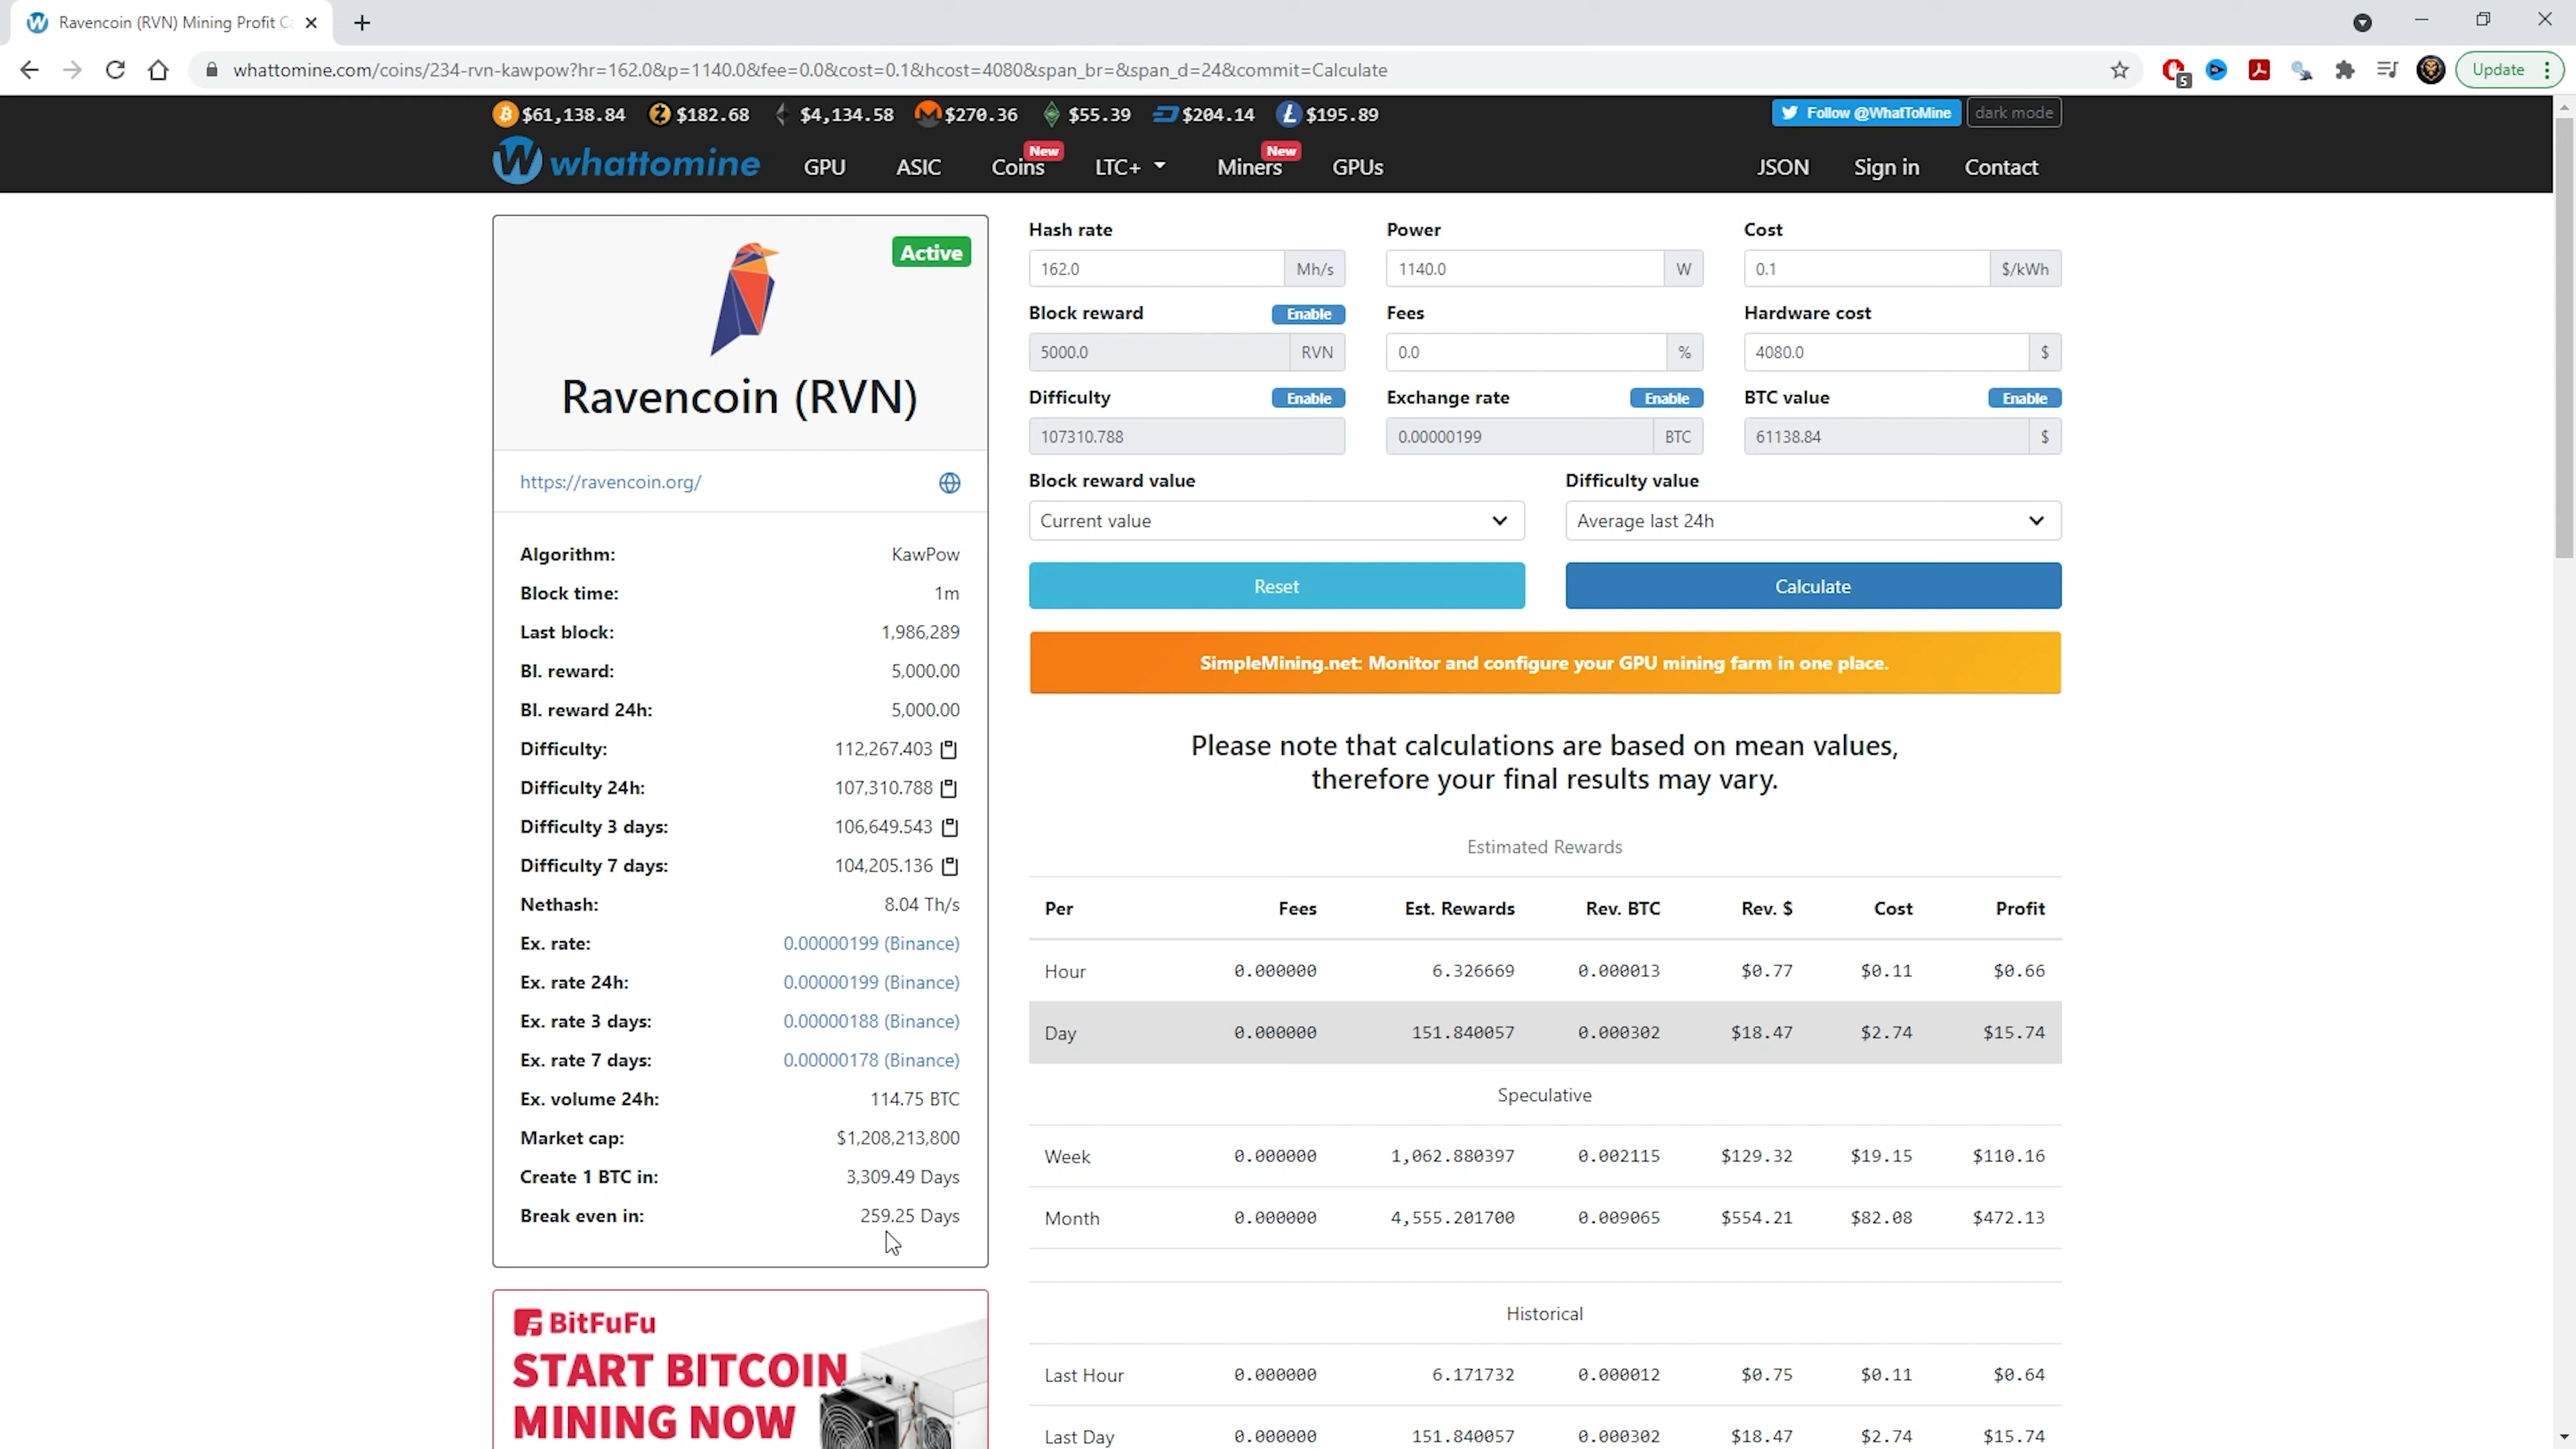 Ravenco​in (RVN) Mining Profit C
whattomine.com/coins/234-rvn-kawpow?hr=162.0&p=1140.0&fee=0.0&cost=0.1&hcost=4080&span_br=&span_d=24&commit=Calculate
5
Update
$61,138.84 $182.68 $4,134.58 $270.36 $55.39 $204.14 $195.89
Follow @WhatToMine dark mode
whattomine GPU ASIC Coins New LTC+ Miners New GPUs JSON Sign in Contact
Active
Ravencoin (RVN)
https://ravencoin.org/
Algorithm: KawPow
Block time: 1m
Last block: 1,986,289
Bl. reward: 5,000.00
Bl. reward 24h: 5,000.00
Difficulty: 112,267.403
Difficulty 24h: 107,310.788
Difficulty 3 days: 106,649.543
Difficulty 7 days: 104,205.136
Nethash: 8.04 Th/s
Ex. rate: 0.00000199 (Binance)
Ex. rate 24h: 0.00000199 (Binance)
Ex. rate 3 days: 0.00000188 (Binance)
Ex. rate 7 days: 0.00000178 (Binance)
Ex. volume 24h: 114.75 BTC
Market cap: $1,208,213,800
Create 1 BTC in: 3,309.49 Days
Break even in: 259.25 Days
BitFuFu
START BITCOIN
MINING NOW
Hash rate Power Cost
162.0 Mh/s 1140.0 W 0.1 $/kWh
Block reward Enable Fees Hardware cost
5000.0 RVN 0.0 % 4080.0 $
Difficulty Enable Exchange rate Enable BTC value Enable
107310.788 0.00000199 BTC 61138.84 $
Block reward value Difficulty value
Current value Average last 24h
Reset Calculate
SimpleMining.net: Monitor and configure your GPU mining farm in one place.
Please note that calculations are based on mean values,
therefore your final results may vary.
Estimated Rewards
Per Fees Est. Rewards Rev. BTC Rev. $ Cost Profit
Hour 0.000000 6.326669 0.000013 $0.77 $0.11 $0.66
Day 0.000000 151.840057 0.000302 $18.47 $2.74 $15.74
Speculative
Week 0.000000 1,062.880397 0.002115 $129.32 $19.15 $110.16
Month 0.000000 4,555.201700 0.009065 $554.21 $82.08 $472.13
Historical
Last Hour 0.000000 6.171732 0.000012 $0.75 $0.11 $0.64
Last Day 0.000000 151.840057 0.000302 $18.47 $2.74 $15.74